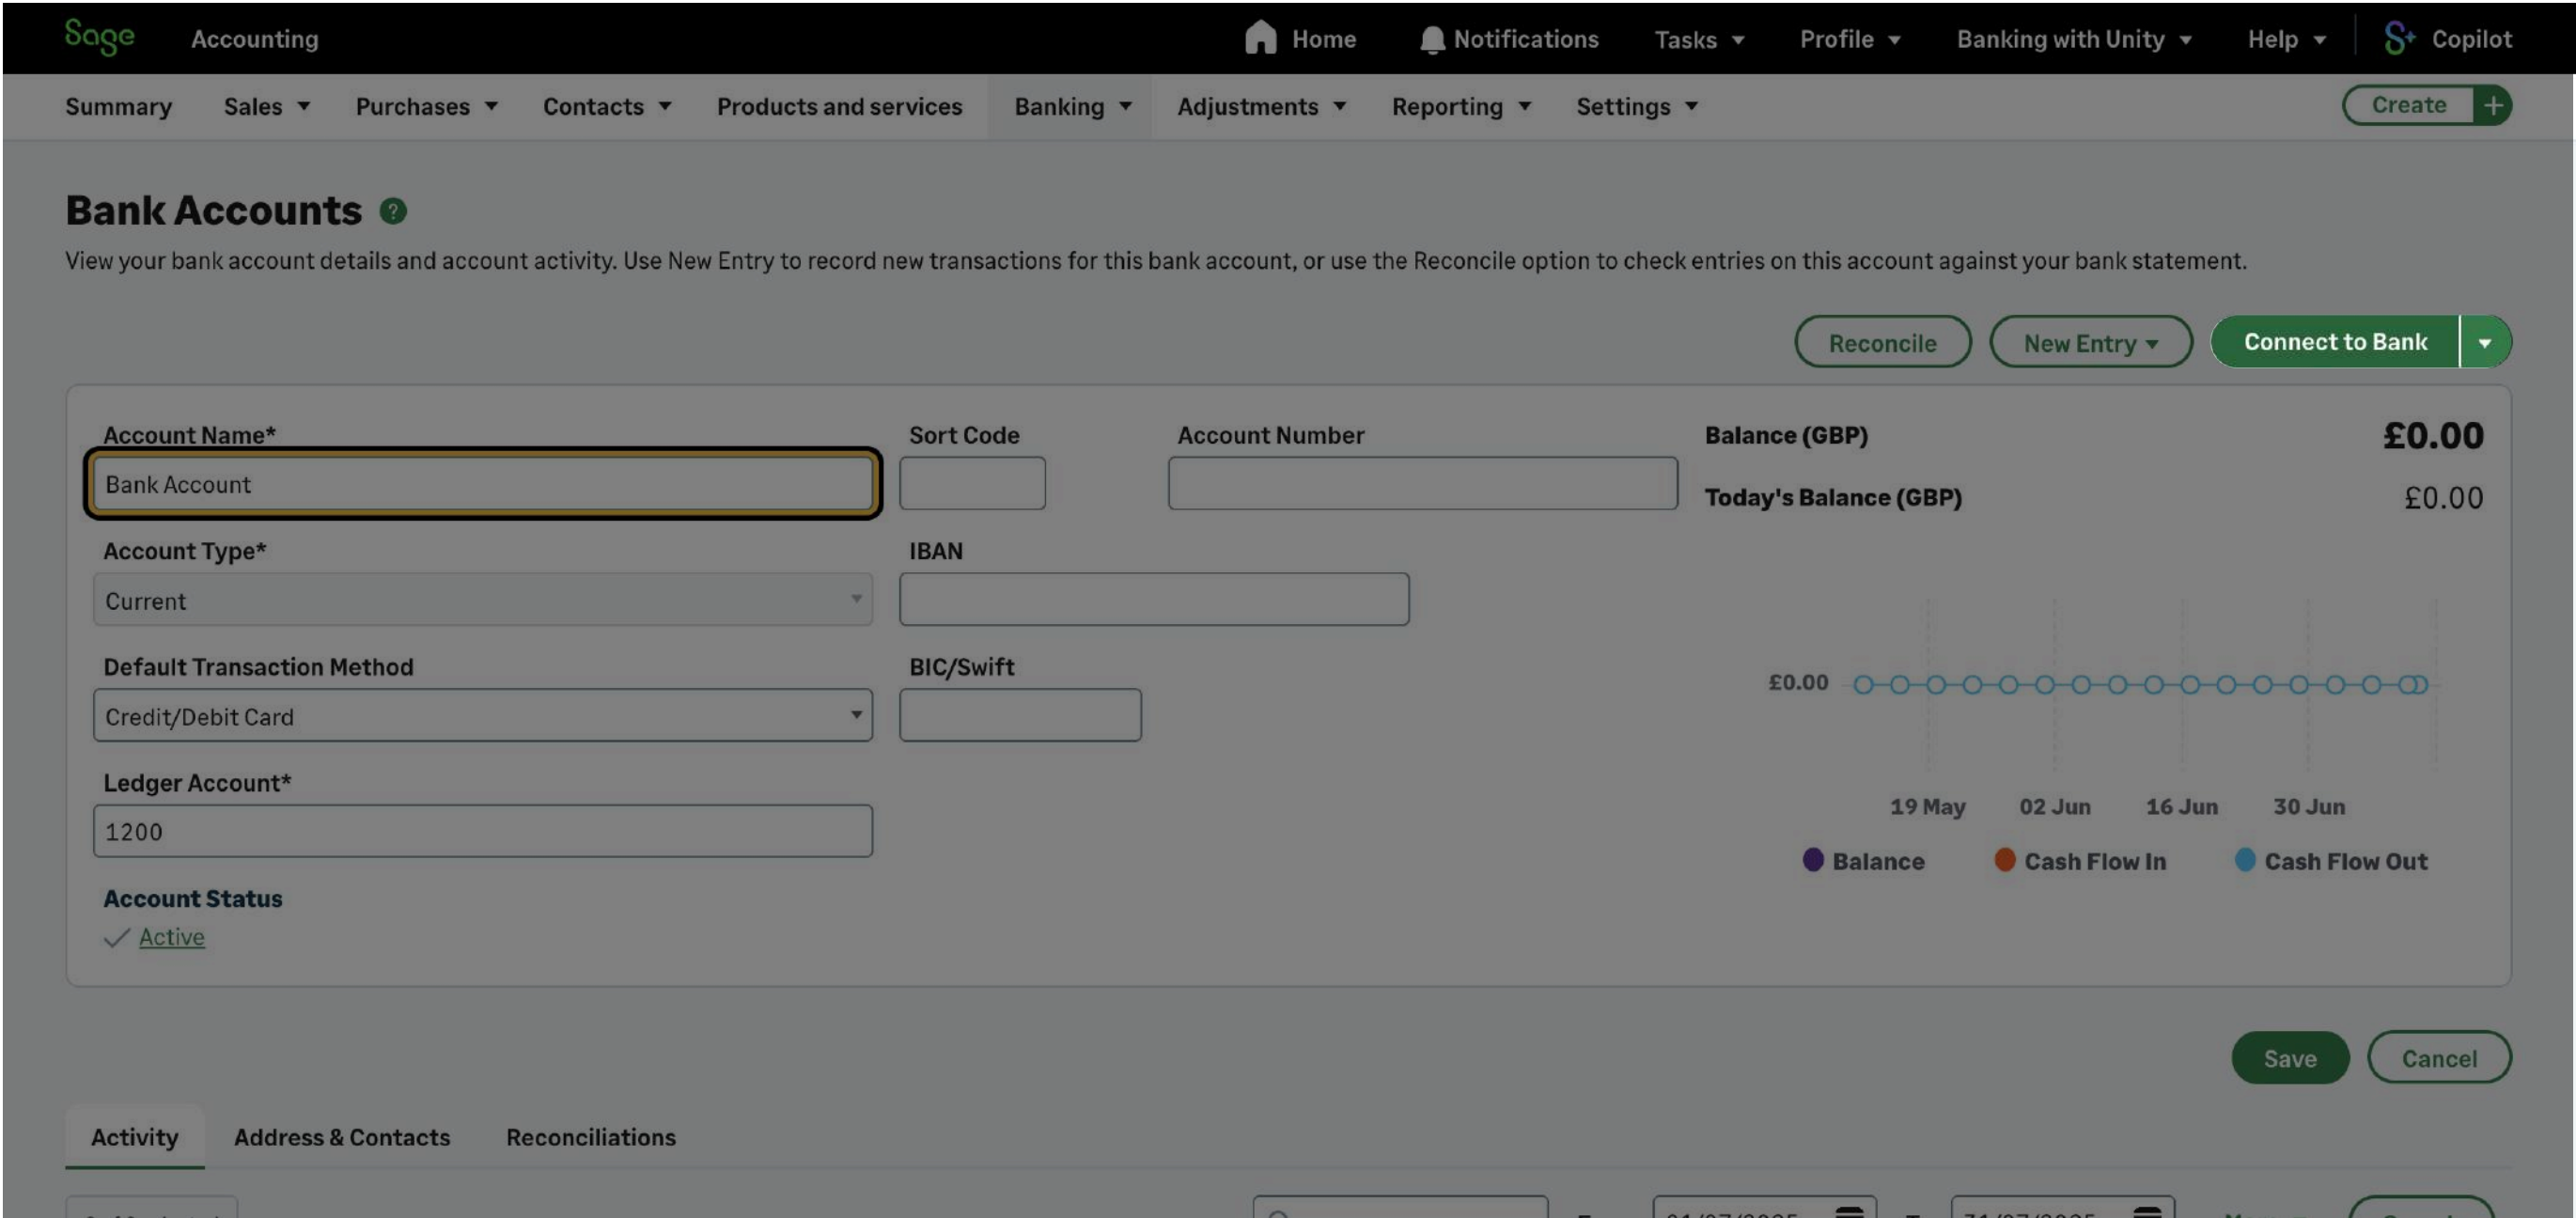 Sage Accounting Home Notifications Tasks Profile Banking with Unity Help Copilot
Summary Sales Purchases Contacts Products and services Banking Adjustments Reporting Settings Create +
Bank Accounts ?
View your bank account details and account activity. Use New Entry to record new transactions for this bank account, or use the Reconcile option to check entries on this account against your bank statement.
Reconcile New Entry Connect to Bank
Account Name* Sort Code Account Number Balance (GBP) £0.00
Bank Account
Today's Balance (GBP) £0.00
Account Type* IBAN
Current
Default Transaction Method BIC/Swift
£0.00
Credit/Debit Card
Ledger Account*
19 May 02 Jun 16 Jun 30 Jun
1200
Balance Cash Flow In Cash Flow Out
Account Status
Active
Save Cancel
Activity Address & Contacts Reconciliations
01/07/2025 31/07/2025